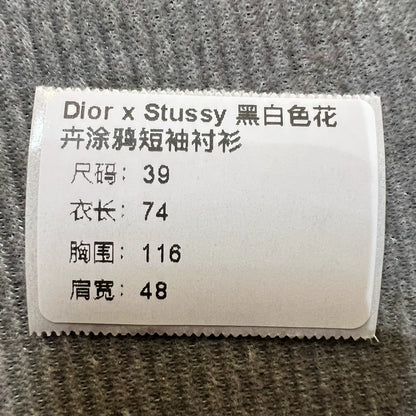 Dior x Stussy 黑白色花
卉涂鸦短袖衬衫
尺码：39
衣长：74
胸围：116
肩宽：48